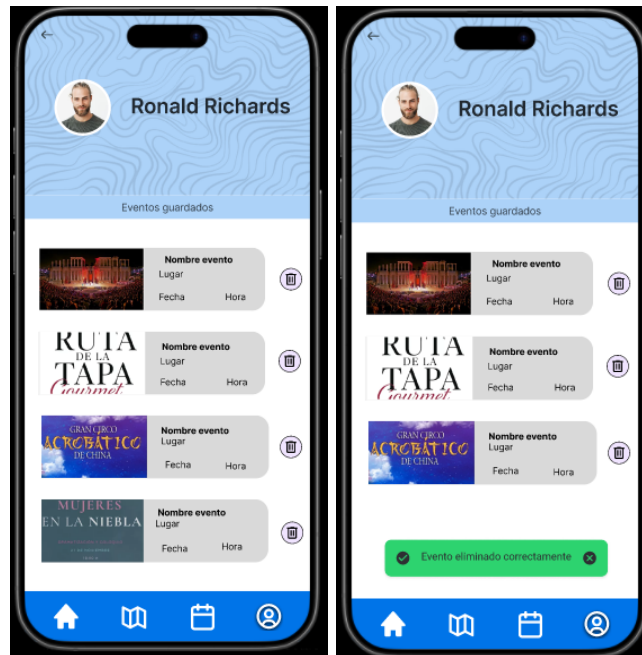 Ronald Richards
Eventos guardados
Nombre evento
Lugar
Fecha Hora
RUTA
DE LA
TAPA
Gourmet
Nombre evento
Lugar
Fecha Hora
GRAN CIRCO
ACROBÁTICO
DE CHINA
Nombre evento
Lugar
Fecha Hora
MUJERES
EN LA NIEBLA
Nombre evento
Lugar
Fecha Hora
Ronald Richards
Eventos guardados
Nombre evento
Lugar
Fecha Hora
RUTA
DE LA
TAPA
Gourmet
Nombre evento
Lugar
Fecha Hora
GRAN CIRCO
ACROBÁTICO
DE CHINA
Nombre evento
Lugar
Fecha Hora
Evento eliminado correctamente